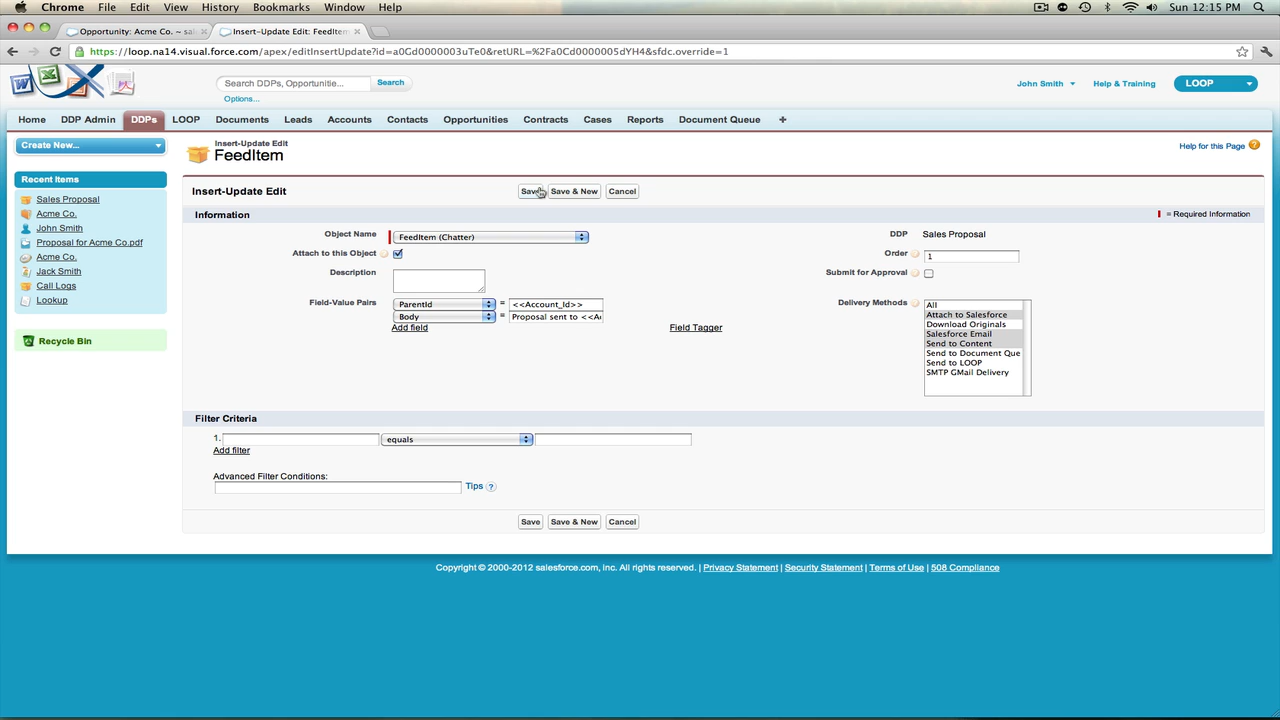 Chrome File Edit View History Bookmarks Window Help Sun 12:15 PM
Opportunity: Acme Co. ~ sal Insert-Update Edit: FeedItem
https://loop.na14.visual.force.com/apex/editInsertUpdate?id=a0Gd0000003uTe0&retURL=%2Fa0Cd0000005dYH4&sfdc.override=1
Search DDPs, Opportunitie... Search
John Smith Help & Training LOOP
Options...
Home DDP Admin DDPs LOOP Documents Leads Accounts Contacts Opportunities Contracts Cases Reports Document Queue +
Create New...
Insert-Update Edit
FeedItem
Help for this Page ?
Recent Items
Sales Proposal
Acme Co.
John Smith
Proposal for Acme Co.pdf
Acme Co.
Jack Smith
Call Logs
Lookup
Recycle Bin
Insert-Update Edit Save Save & New Cancel
Information = Required Information
Object Name FeedItem (Chatter) DDP Sales Proposal
Attach to this Object Order 1
Description Submit for Approval
Field-Value Pairs ParentId = <<Account_Id>>
Body = Proposal sent to <<A
Add field Field Tagger
Delivery Methods
All
Attach to Salesforce
Download Originals
Salesforce Email
Send to Content
Send to Document Que
Send to LOOP
SMTP GMail Delivery
Filter Criteria
1. equals
Add filter
Advanced Filter Conditions:
Tips ?
Save Save & New Cancel
Copyright © 2000-2012 salesforce.com, inc. All rights reserved. | Privacy Statement | Security Statement | Terms of Use | 508 Compliance